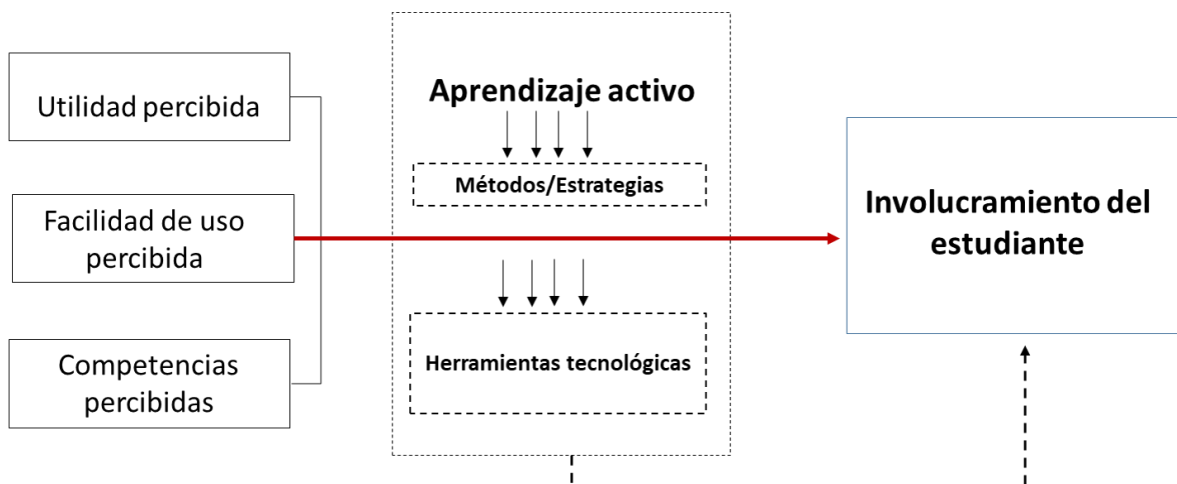 Utilidad percibida
Facilidad de uso
percibida
Competencias
percibidas
Aprendizaje activo
Métodos/Estrategias
Herramientas tecnológicas
Involucramiento del
estudiante